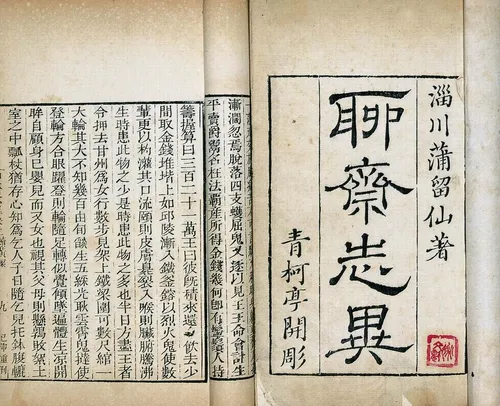 淄川蒲留仙著
聊齋志異
青柯亭開彫
漸濶忽焉脫落四支蠖屈鬼又逐以見王王命會計生
平賣爵鬻名枉法霸產所得金錢幾何即有鬚人持
籌握算曰三百二十一萬王曰彼既積來還令飲去少
間取金錢堆堦上如邱陵漸入鐵釜鎔以烈火鬼使數
輩更以杓灌其口流頤則皮膚臭裂入喉則臟腑騰沸
生時患此物之少是時患此物之多也半日方盡王者
令押去甘州為女行數步見架上鐵梁圍可數尺綰一
大輪其大不知幾百由旬燄生五綵光耿雲霄鬼撻使
登輪方合眼躍登則輪隨足轉似覺傾墜遍體生涼開
眸自顧身已嬰兒而又女也視其父母則懸鶉敗絮土
室之中瓢杖猶存心知為乞人子日隨乞兒托鉢腹轆